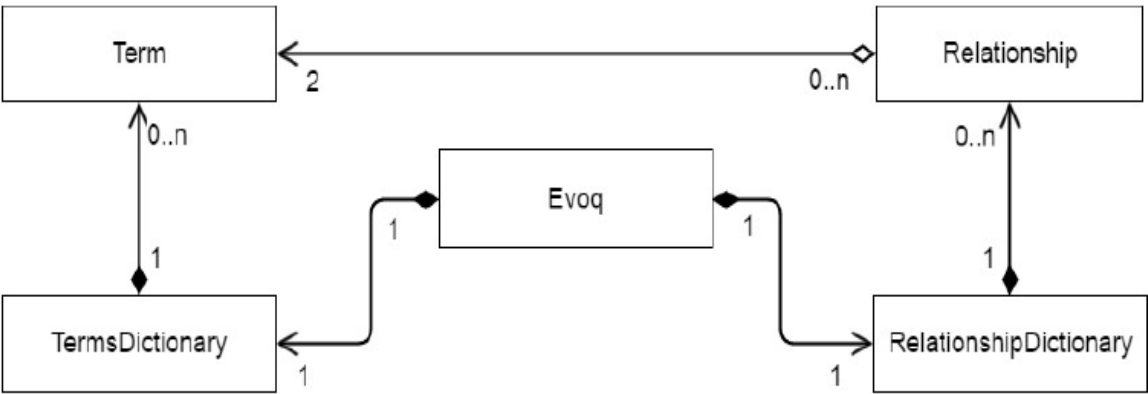 Term
Relationship
2
0..n
0..n
0..n
Evoq
1
1
1
1
TermsDictionary
RelationshipDictionary
1
1